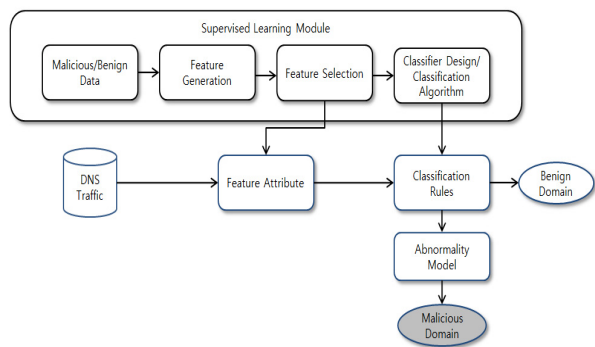 Supervised Learning Module
Malicious/Benign
Data
Feature
Generation
Feature Selection
Classifier Design/
Classification
Algorithm
DNS
Traffic
Feature Attribute
Classification
Rules
Benign
Domain
Abnormality
Model
Malicious
Domain